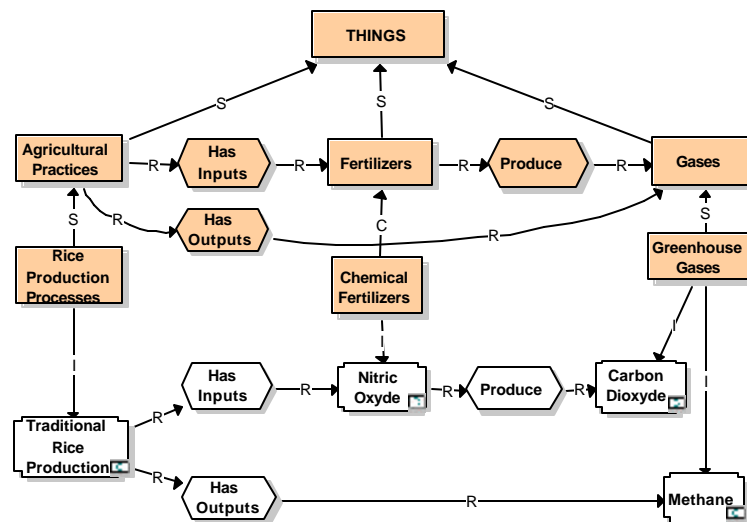 THINGS
S
S
S
Agricultural
Practices
R
Has
Inputs
R
Fertilizers
R
Produce
R
Gases
S
R
Has
Outputs
R
C
S
Rice
Production
Processes
Chemical
Fertilizers
Greenhouse
Gases
I
I
I
I
Has
Inputs
R
R
Nitric
Oxyde
R
Produce
R
Carbon
Dioxyde
Traditional
Rice
Production
R
Has
Outputs
R
Methane